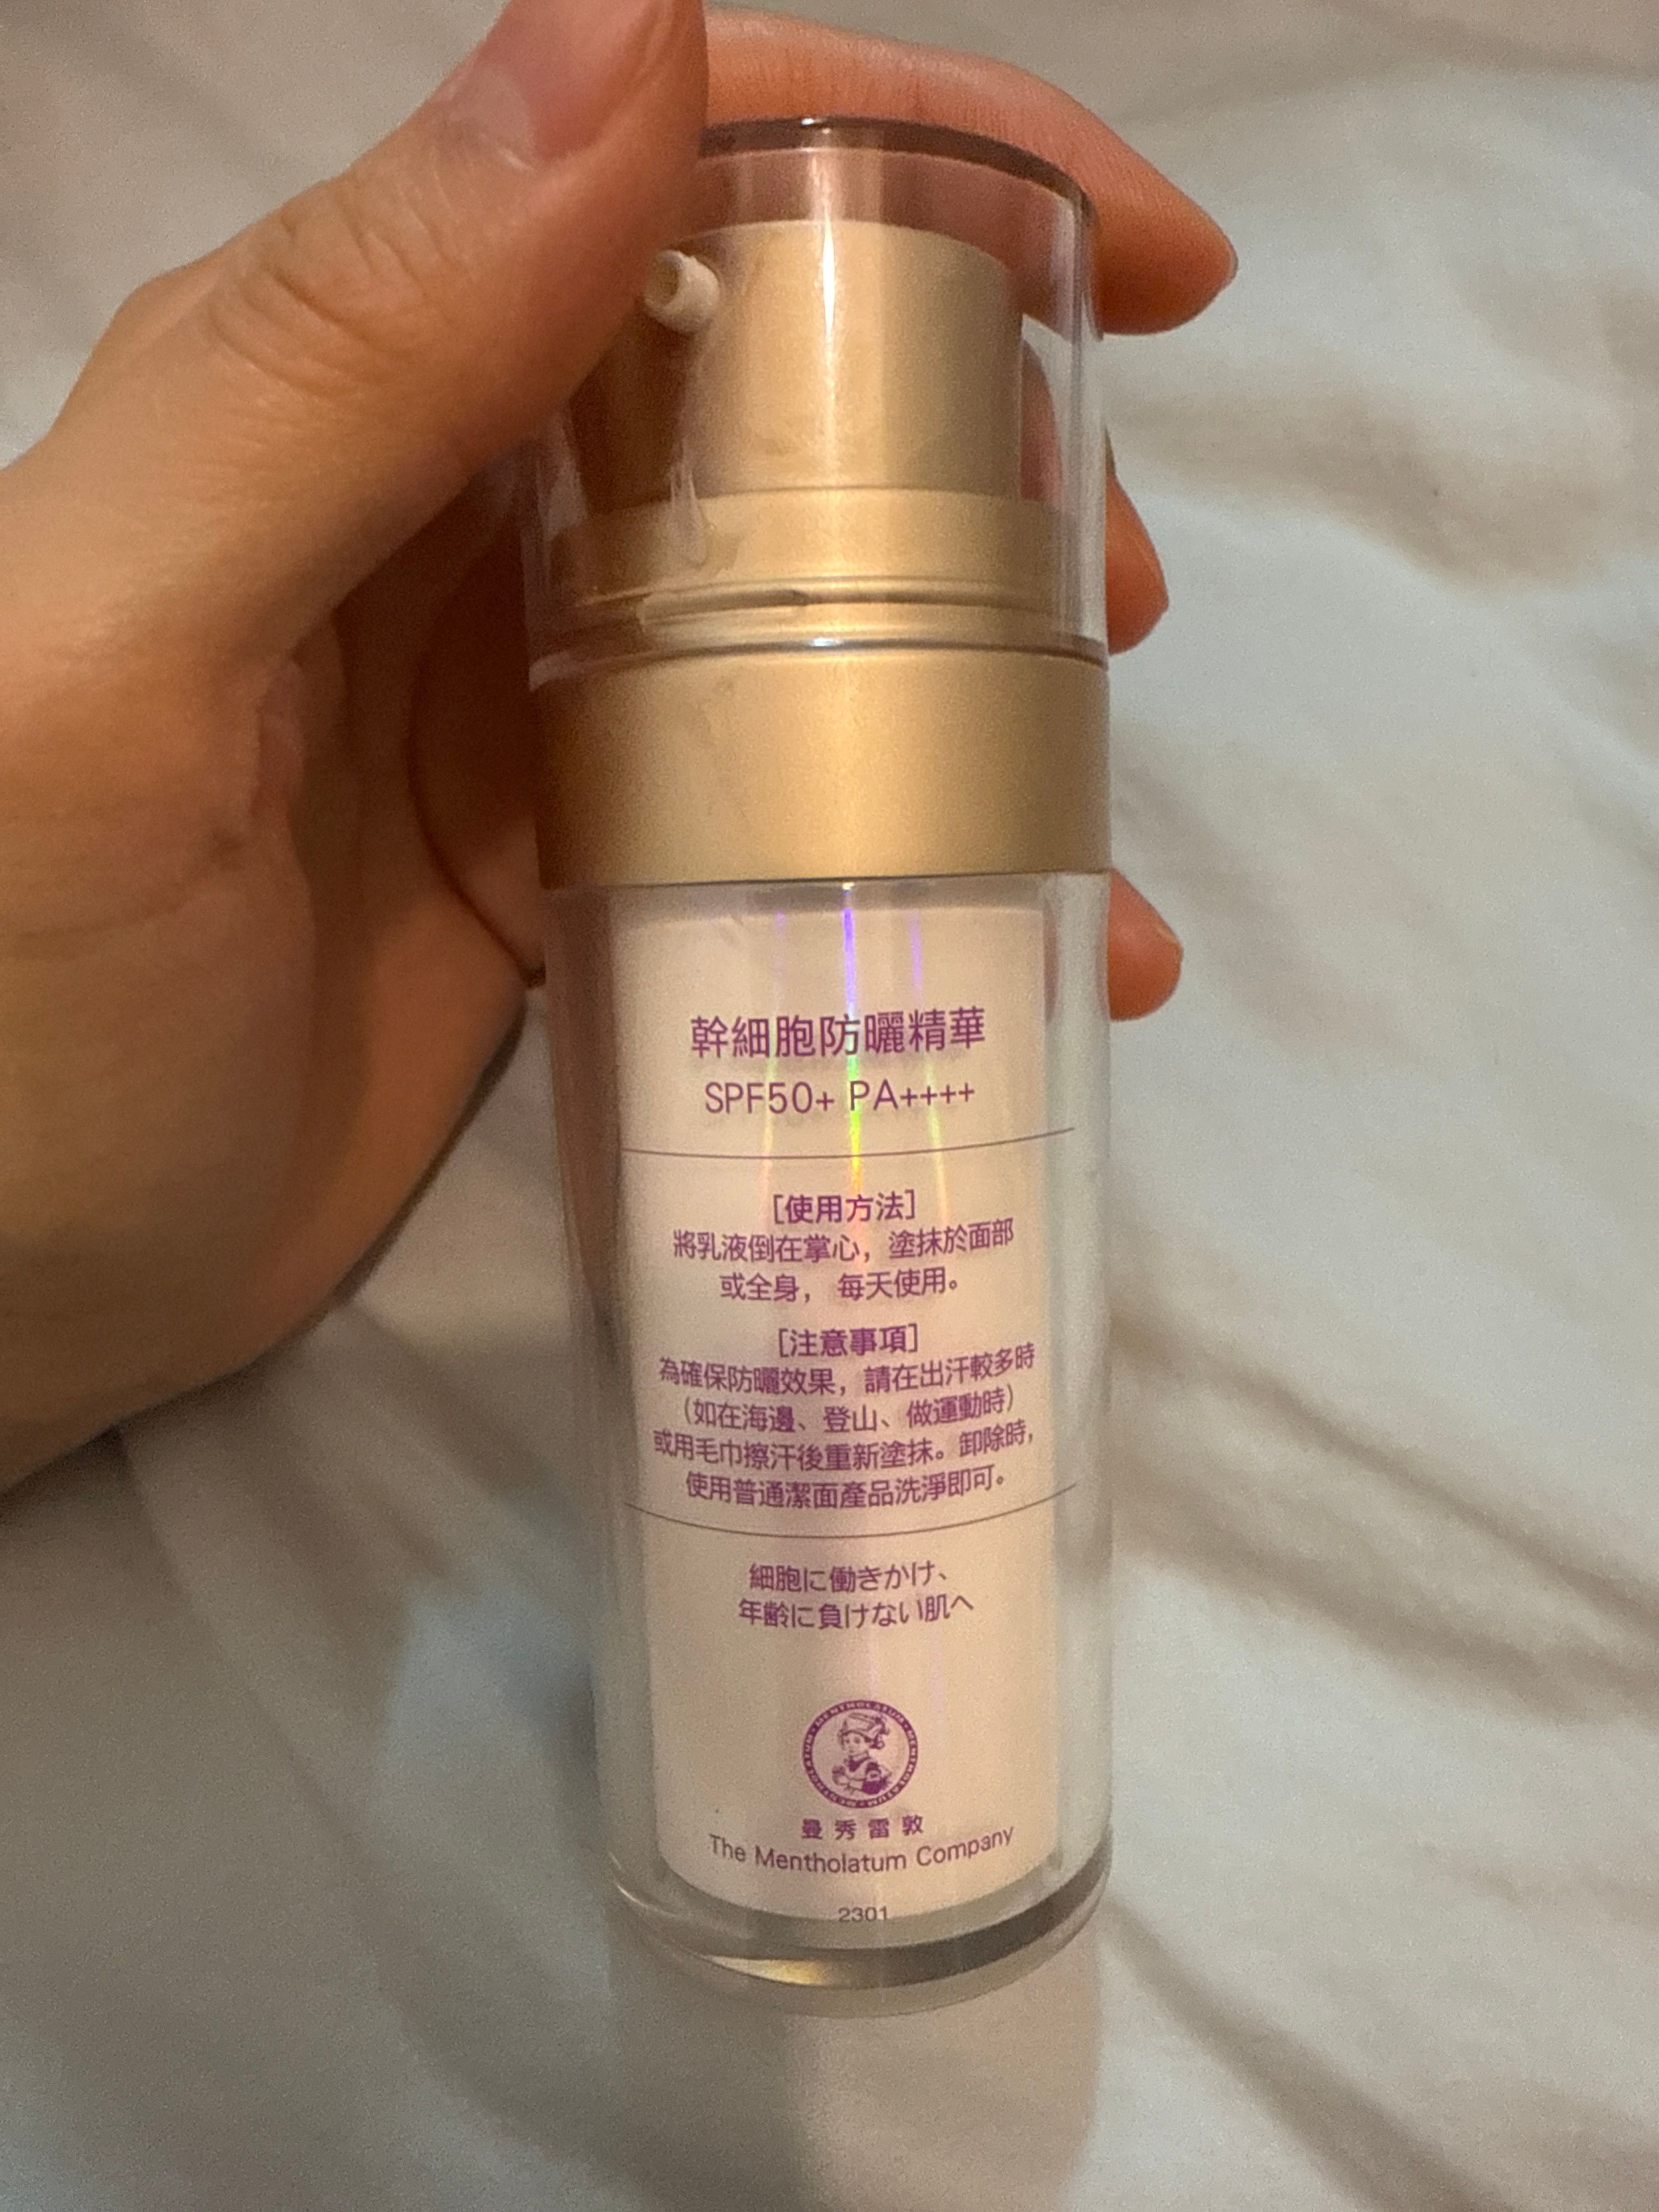 幹細胞防曬精華
SPF50+ PA++++
[使用方法]
將乳液倒在掌心，塗抹於面部
或全身， 每天使用。
[注意事項]
為確保防曬效果，請在出汗較多時
（如在海邊、登山、做運動時）
或用毛巾擦汗後重新塗抹。卸除時，
使用普通潔面產品洗淨即可。
細胞に働きかけ、
年齢に負けない肌へ
MENTHOLATUM · MENTHOLATUM · MENTHOLATUM
曼秀雷敦
The Mentholatum Company
2301